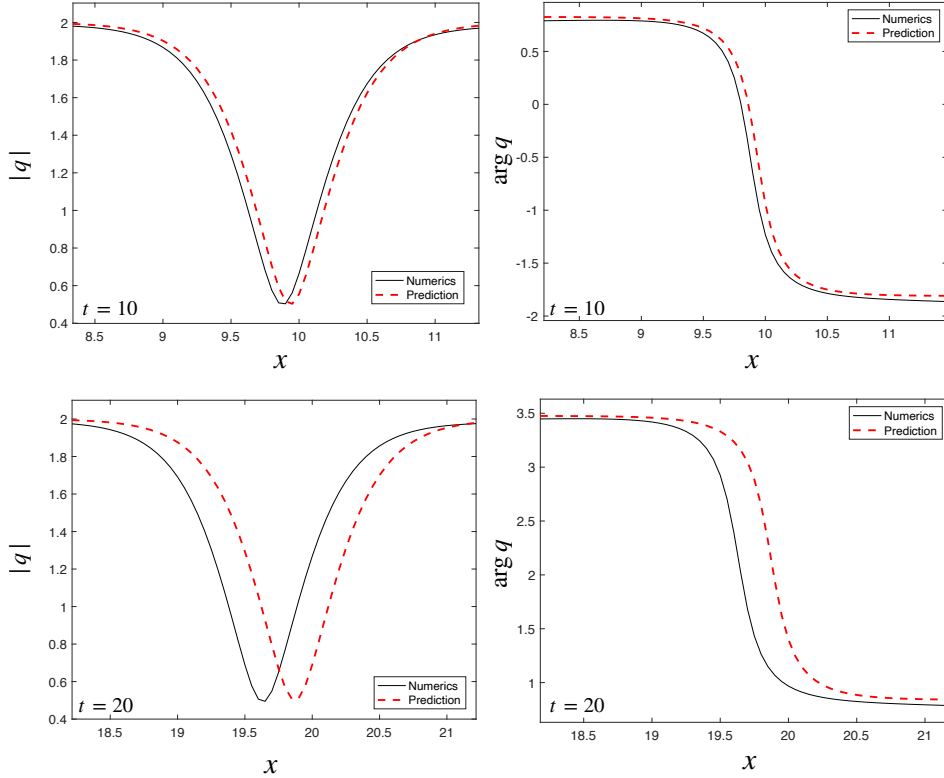 |q|
2
1.8
1.6
1.4
1.2
1
0.8
0.6
0.4
8.5 9 9.5 10 10.5 11
x
t = 10
Numerics
Prediction
arg q
0.5
0
-0.5
-1
-1.5
-2
8.5 9 9.5 10 10.5 11
x
t = 10
Numerics
Prediction
|q|
2
1.8
1.6
1.4
1.2
1
0.8
0.6
0.4
18.5 19 19.5 20 20.5 21
x
t = 20
Numerics
Prediction
arg q
3.5
3
2.5
2
1.5
1
18.5 19 19.5 20 20.5 21
x
t = 20
Numerics
Prediction